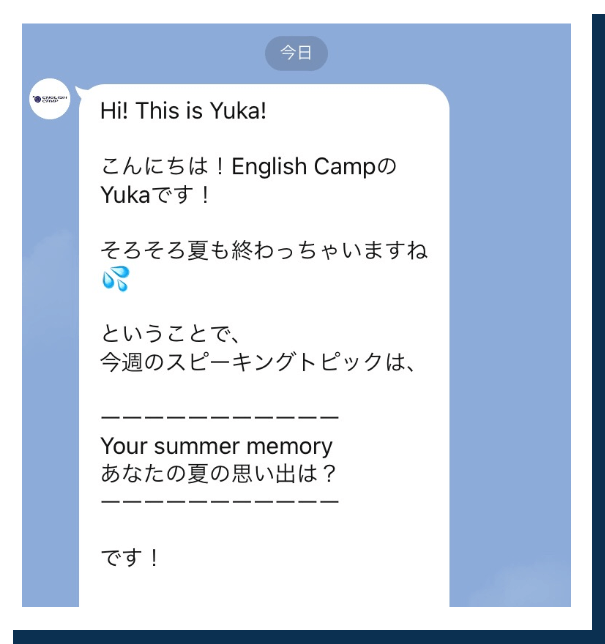 今日
Hi! This is Yuka!
こんにちは！English Campの
Yukaです！
そろそろ夏も終わっちゃいますね
💦
ということで、
今週のスピーキングトピックは、
ーーーーーーーーーーー
Your summer memory
あなたの夏の思い出は？
ーーーーーーーーーーー
です！